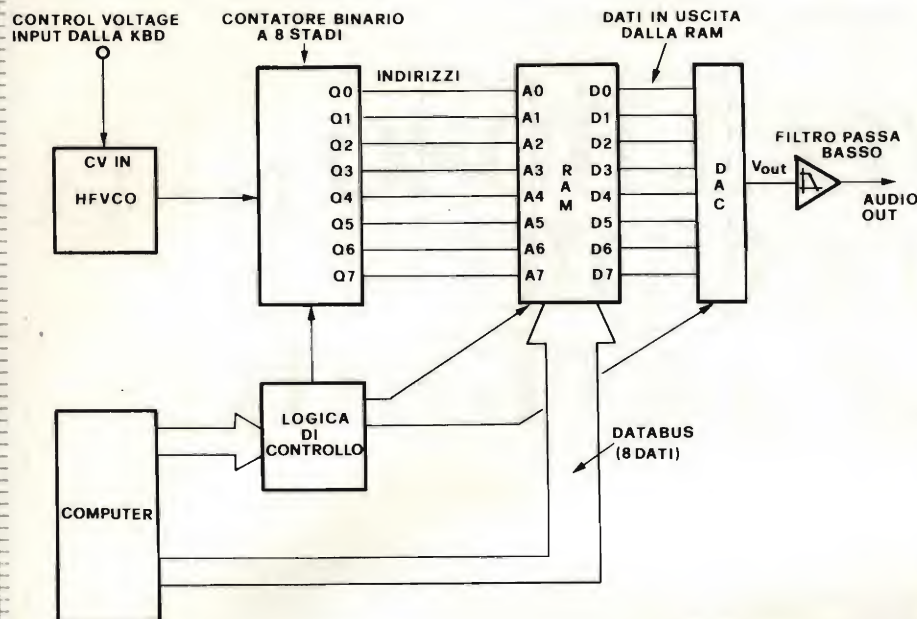 CONTROL VOLTAGE
INPUT DALLA KBD
CONTATORE BINARIO
A 8 STADI
DATI IN USCITA
DALLA RAM
INDIRIZZI
CV IN
HFVCO
Q0
Q1
Q2
Q3
Q4
Q5
Q6
Q7
A0
A1
A2
A3
A4
A5
A6
A7
RAM
D0
D1
D2
D3
D4
D5
D6
D7
DAC
Vout
FILTRO PASSA
BASSO
AUDIO
OUT
LOGICA
DI
CONTROLLO
COMPUTER
DATABUS
(8 DATI)